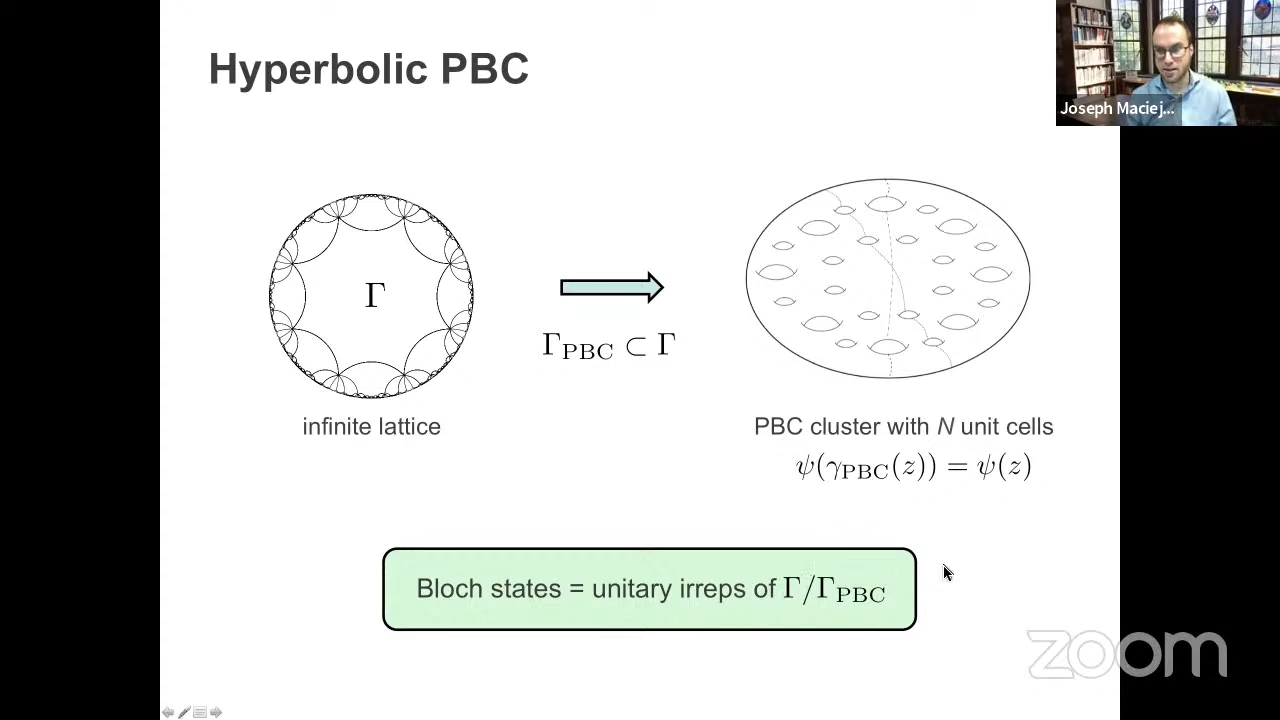 Hyperbolic PBC
Joseph Maciej...
Γ
Γ_PBC ⊂ Γ
infinite lattice
PBC cluster with N unit cells
ψ(γ_PBC(z)) = ψ(z)
Bloch states = unitary irreps of Γ/Γ_PBC
zoom